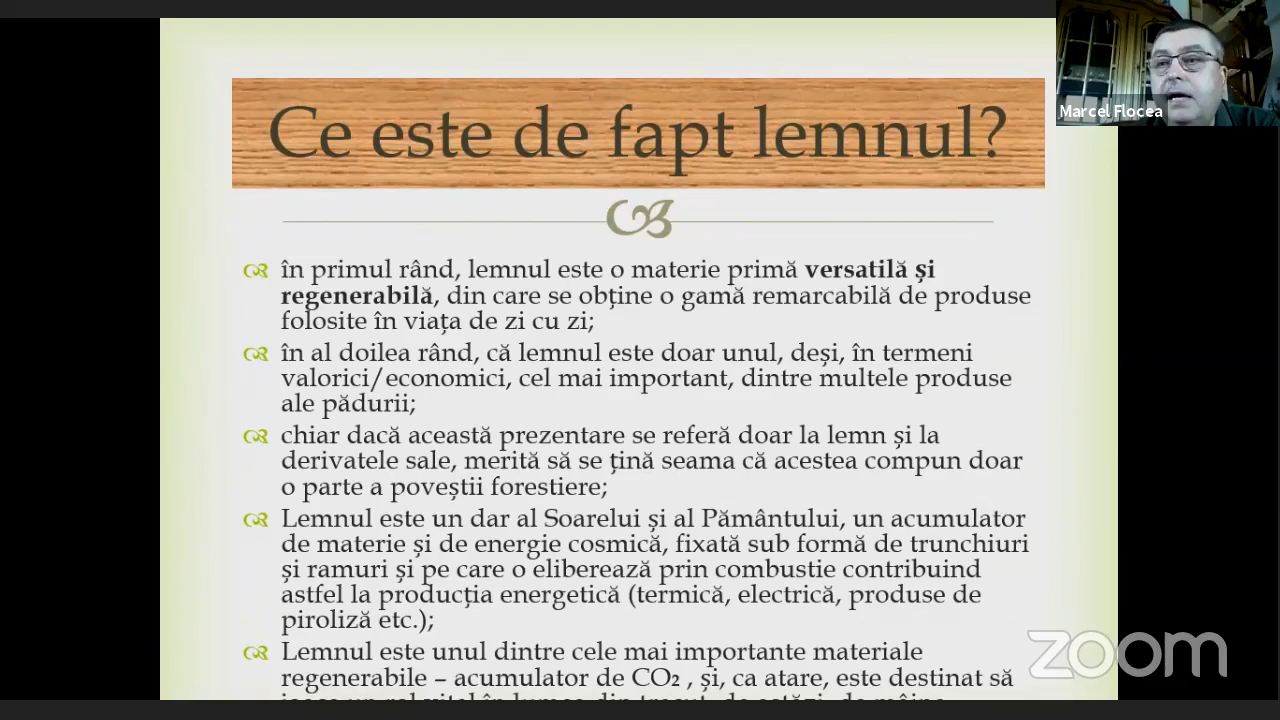 Ce este de fapt lemnul?
Marcel Flocea
în primul rând, lemnul este o materie primă versatilă și
regenerabilă, din care se obține o gamă remarcabilă de produse
folosite în viața de zi cu zi;
în al doilea rând, că lemnul este doar unul, deși, în termeni
valorici/economici, cel mai important, dintre multele produse
ale pădurii;
chiar dacă această prezentare se referă doar la lemn și la
derivatele sale, merită să se țină seama că acestea compun doar
o parte a poveștii forestiere;
Lemnul este un dar al Soarelui și al Pământului, un acumulator
de materie și de energie cosmică, fixată sub formă de trunchiuri
și ramuri și pe care o eliberează prin combustie contribuind
astfel la producția energetică (termică, electrică, produse de
piroliză etc.);
Lemnul este unul dintre cele mai importante materiale
regenerabile – acumulator de CO₂ , și, ca atare, este destinat să
zoom